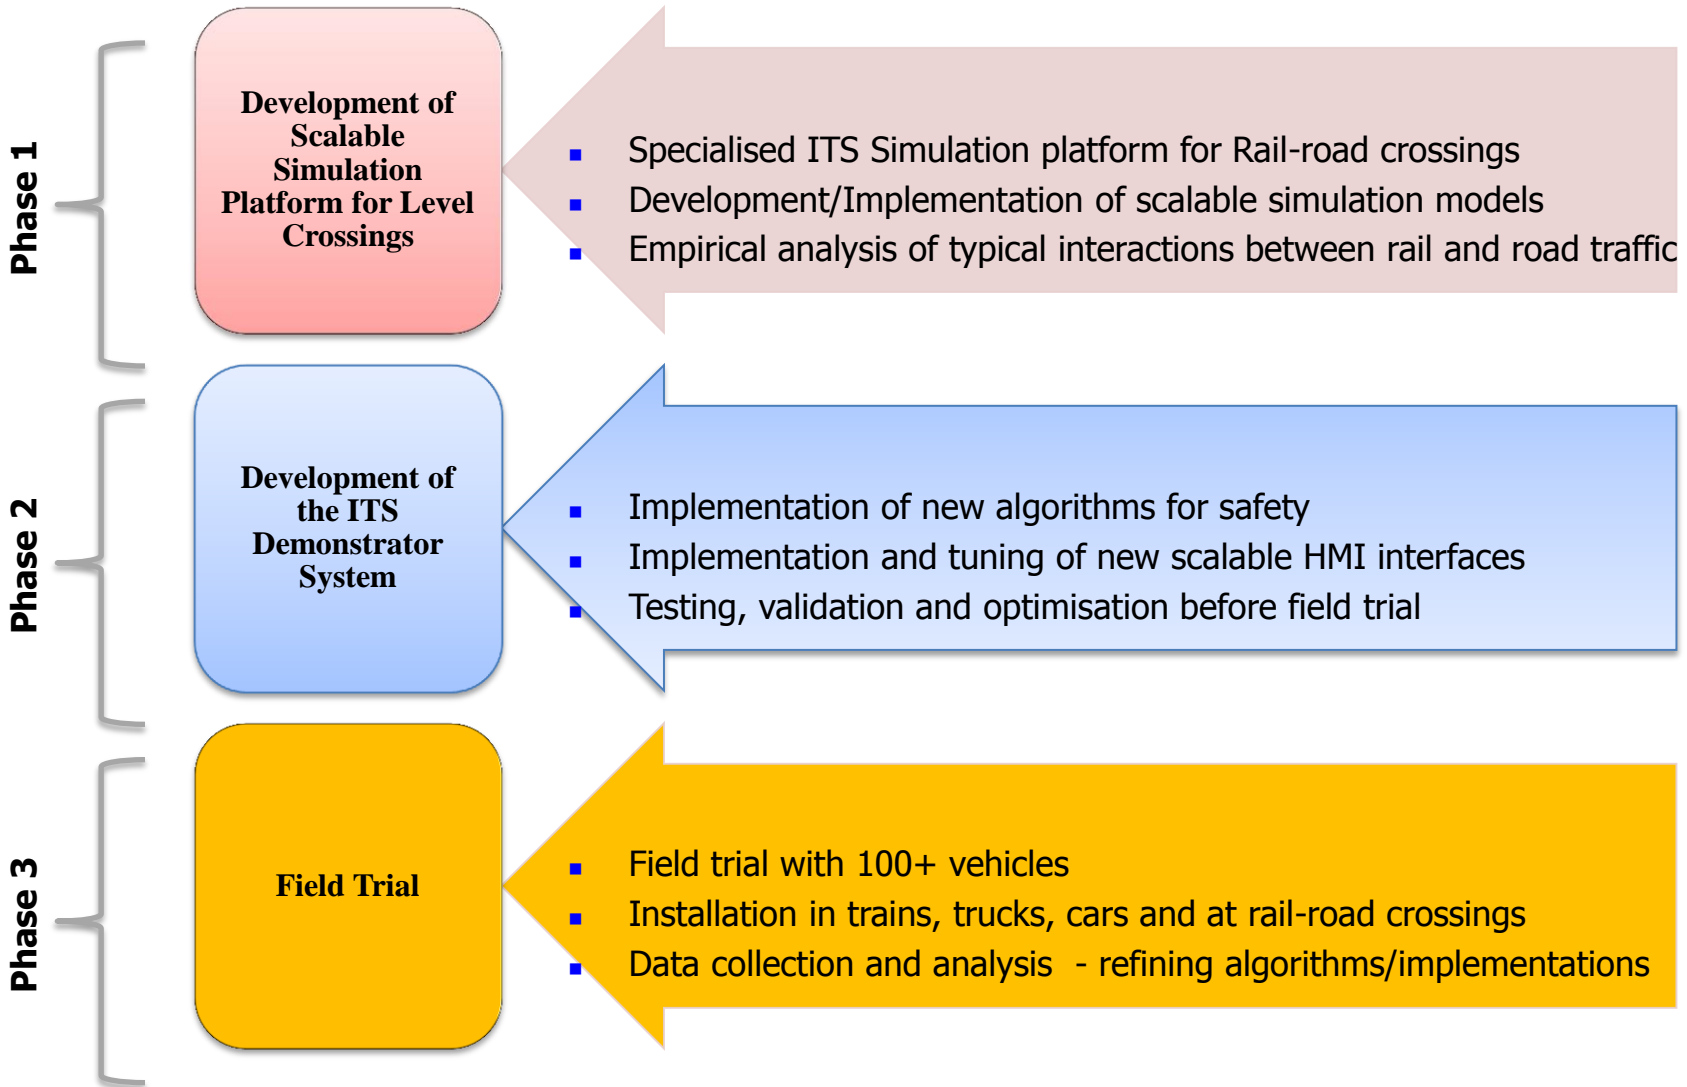 Phase 1
Development of
Scalable
Simulation
Platform for Level
Crossings
▪ Specialised ITS Simulation platform for Rail-road crossings
▪ Development/Implementation of scalable simulation models
▪ Empirical analysis of typical interactions between rail and road traffic
Phase 2
Development of
the ITS
Demonstrator
System
▪ Implementation of new algorithms for safety
▪ Implementation and tuning of new scalable HMI interfaces
▪ Testing, validation and optimisation before field trial
Phase 3
Field Trial
▪ Field trial with 100+ vehicles
▪ Installation in trains, trucks, cars and at rail-road crossings
▪ Data collection and analysis  - refining algorithms/implementations